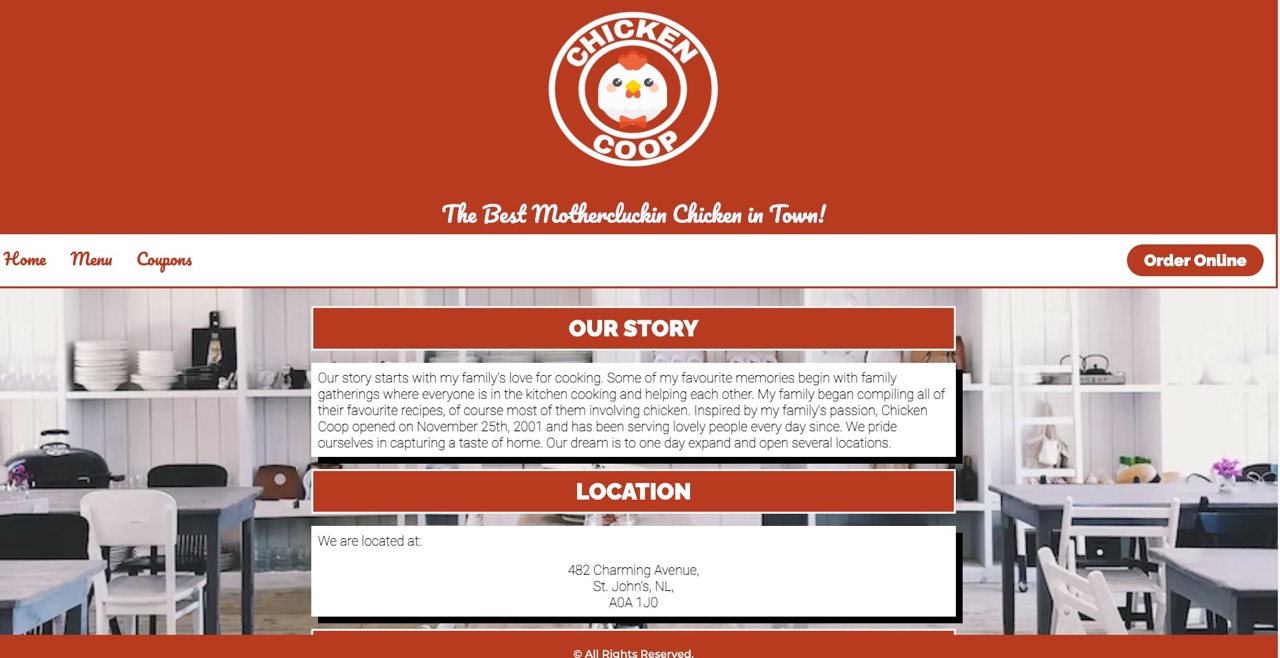 CHICKEN
COOP
The Best Mothercluckin Chicken in Town!
Home Menu Coupons Order Online
OUR STORY
Our story starts with my family's love for cooking. Some of my favourite memories begin with family
gatherings where everyone is in the kitchen cooking and helping each other. My family began compiling all of
their favourite recipes, of course most of them involving chicken. Inspired by my family's passion, Chicken
Coop opened on November 25th, 2001 and has been serving lovely people every day since. We pride
ourselves in capturing a taste of home. Our dream is to one day expand and open several locations.
LOCATION
We are located at:
482 Charming Avenue,
St. John's, NL,
A0A 1J0
© All Rights Reserved.